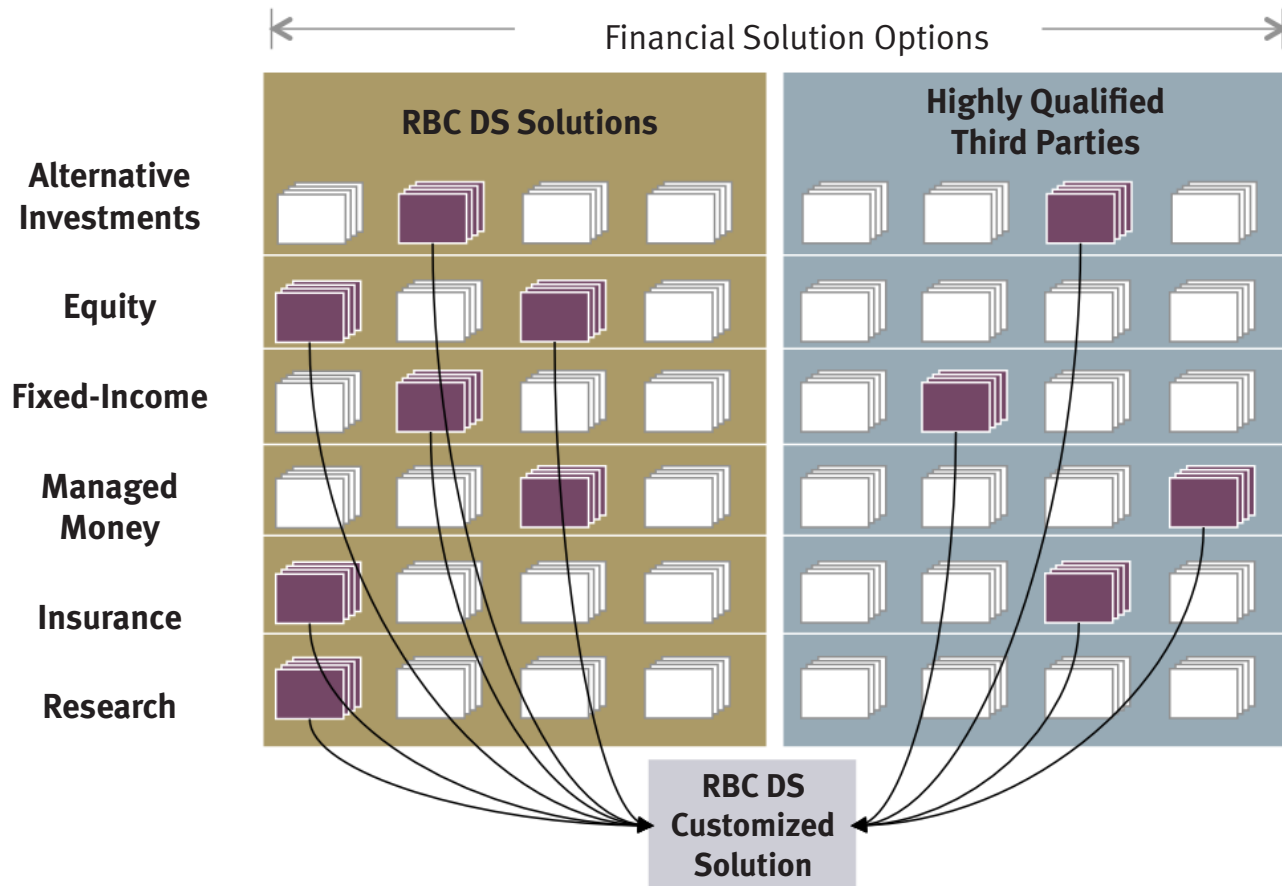 Financial Solution Options
RBC DS Solutions
Highly Qualified
Third Parties
Alternative
Investments
Equity
Fixed-Income
Managed
Money
Insurance
Research
RBC DS
Customized
Solution